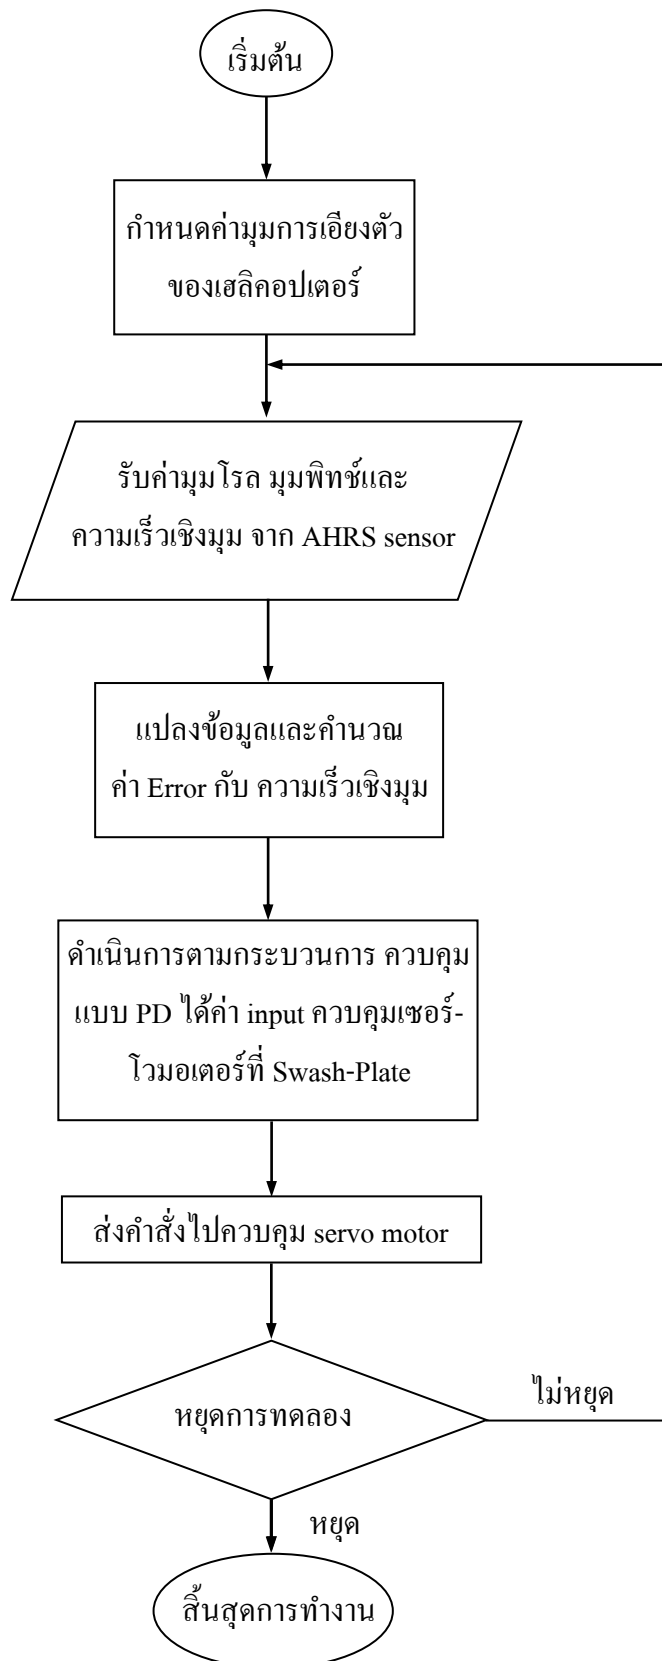 เริ่มต้น
กำหนดค่ามุมการเอียงตัว
ของเฮลิคอปเตอร์
รับค่ามุมโรล มุมพิทช์และ
ความเร็วเชิงมุม จาก AHRS sensor
แปลงข้อมูลและคำนวณ
ค่า Error กับ ความเร็วเชิงมุม
ดำเนินการตามกระบวนการ ควบคุม
แบบ PD ได้ค่า input ควบคุมเซอร์-
โวมอเตอร์ที่ Swash-Plate
ส่งคำสั่งไปควบคุม servo motor
หยุดการทดลอง
ไม่หยุด
หยุด
สิ้นสุดการทำงาน